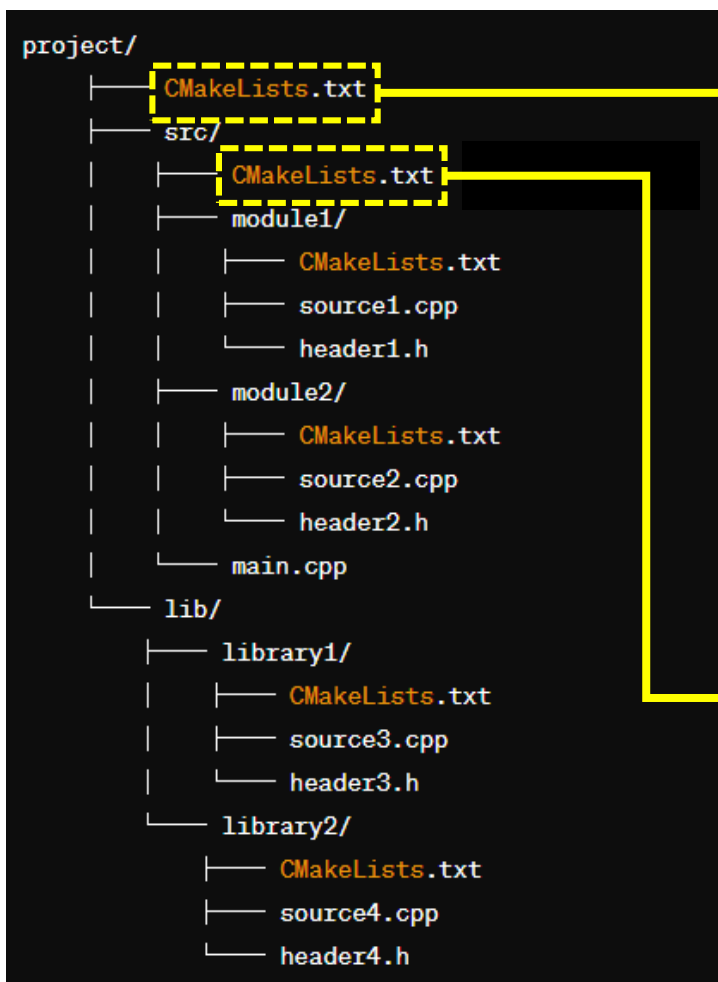 project/
CMakeLists.txt
src/
CMakeLists.txt
module1/
CMakeLists.txt
source1.cpp
header1.h
module2/
CMakeLists.txt
source2.cpp
header2.h
main.cpp
lib/
library1/
CMakeLists.txt
source3.cpp
header3.h
library2/
CMakeLists.txt
source4.cpp
header4.h